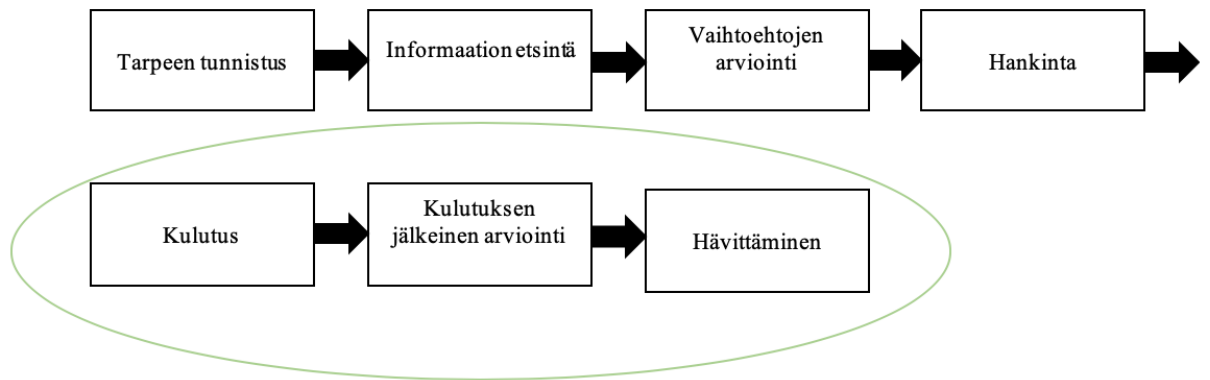 Tarpeen tunnistus
Informaation etsintä
Vaihtoehtojen
arviointi
Hankinta
Kulutus
Kulutuksen
jälkeinen arviointi
Hävittäminen